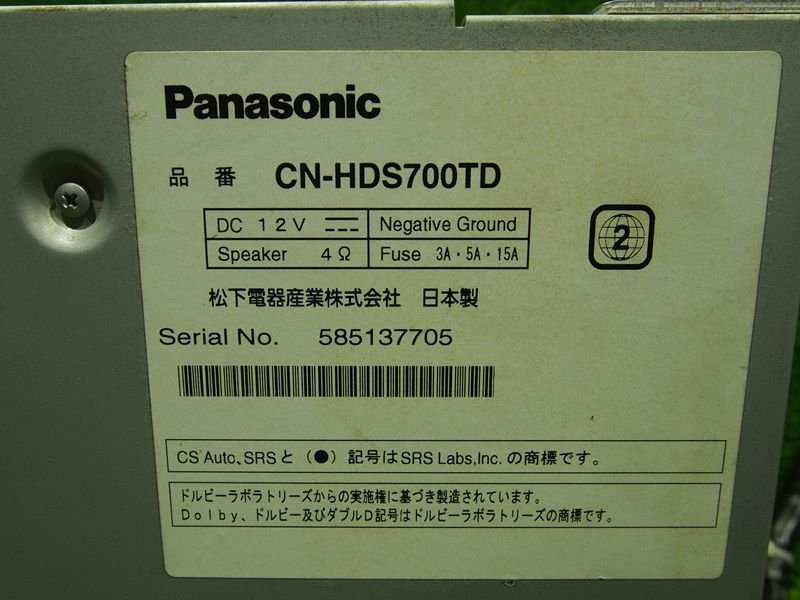 Panasonic
品番 CN-HDS700TD
DC 12V ⎓ Negative Ground
Speaker 4Ω Fuse 3A・5A・15A
2
松下電器産業株式会社 日本製
Serial No. 585137705
CS Auto、SRSと(●)記号はSRS Labs,Inc.の商標です。
ドルビーラボラトリーズからの実施権に基づき製造されています。
Dolby、ドルビー及びダブルD記号はドルビーラボラトリーズの商標です。